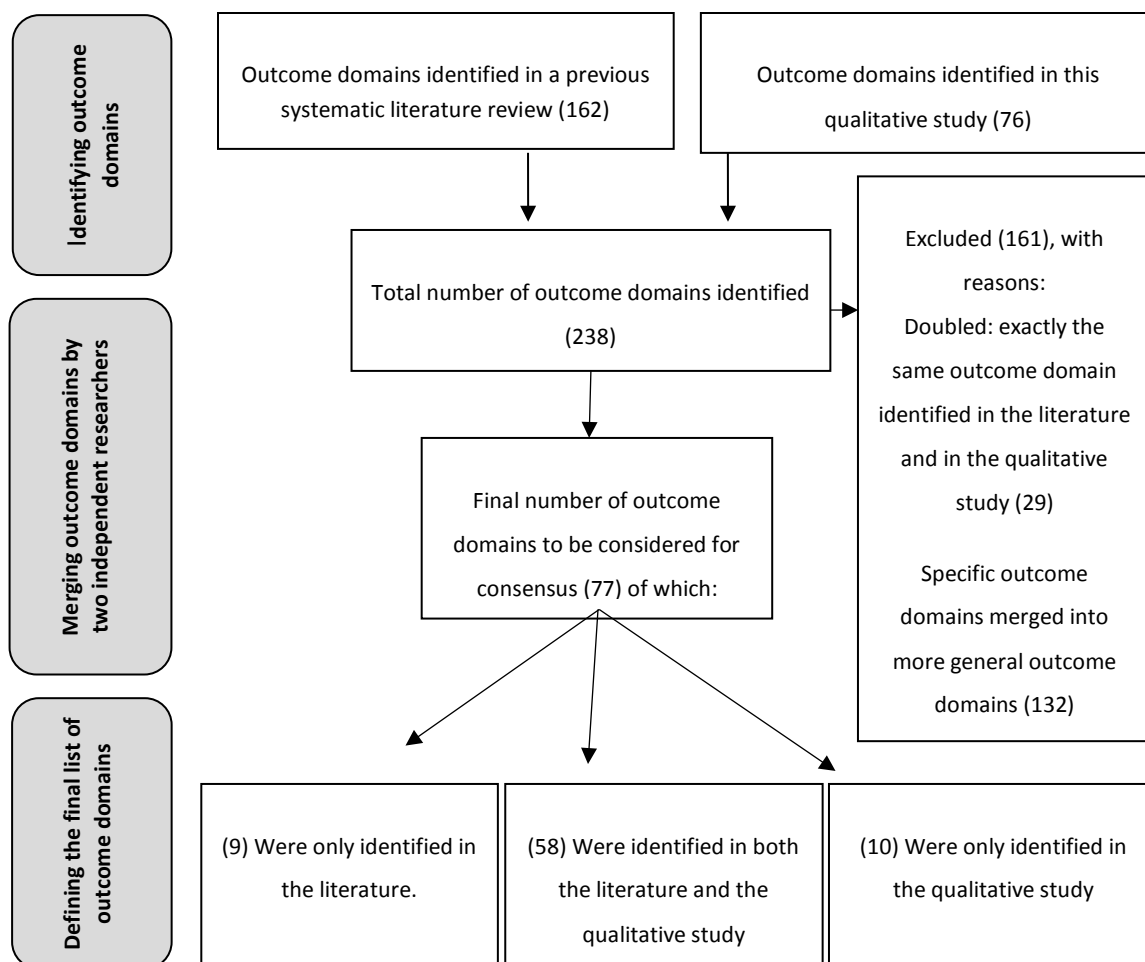 Identifying outcome
domains
Outcome domains identified in a previous
systematic literature review (162)
Outcome domains identified in this
qualitative study (76)
Total number of outcome domains identified
(238)
Excluded (161), with
reasons:
Doubled: exactly the
same outcome domain
identified in the literature
and in the qualitative
study (29)
Specific outcome
domains merged into
more general outcome
domains (132)
Merging outcome domains by
two independent researchers
Final number of outcome
domains to be considered for
consensus (77) of which:
Defining the final list of
outcome domains
(9) Were only identified in
the literature.
(58) Were identified in both
the literature and the
qualitative study
(10) Were only identified in
the qualitative study